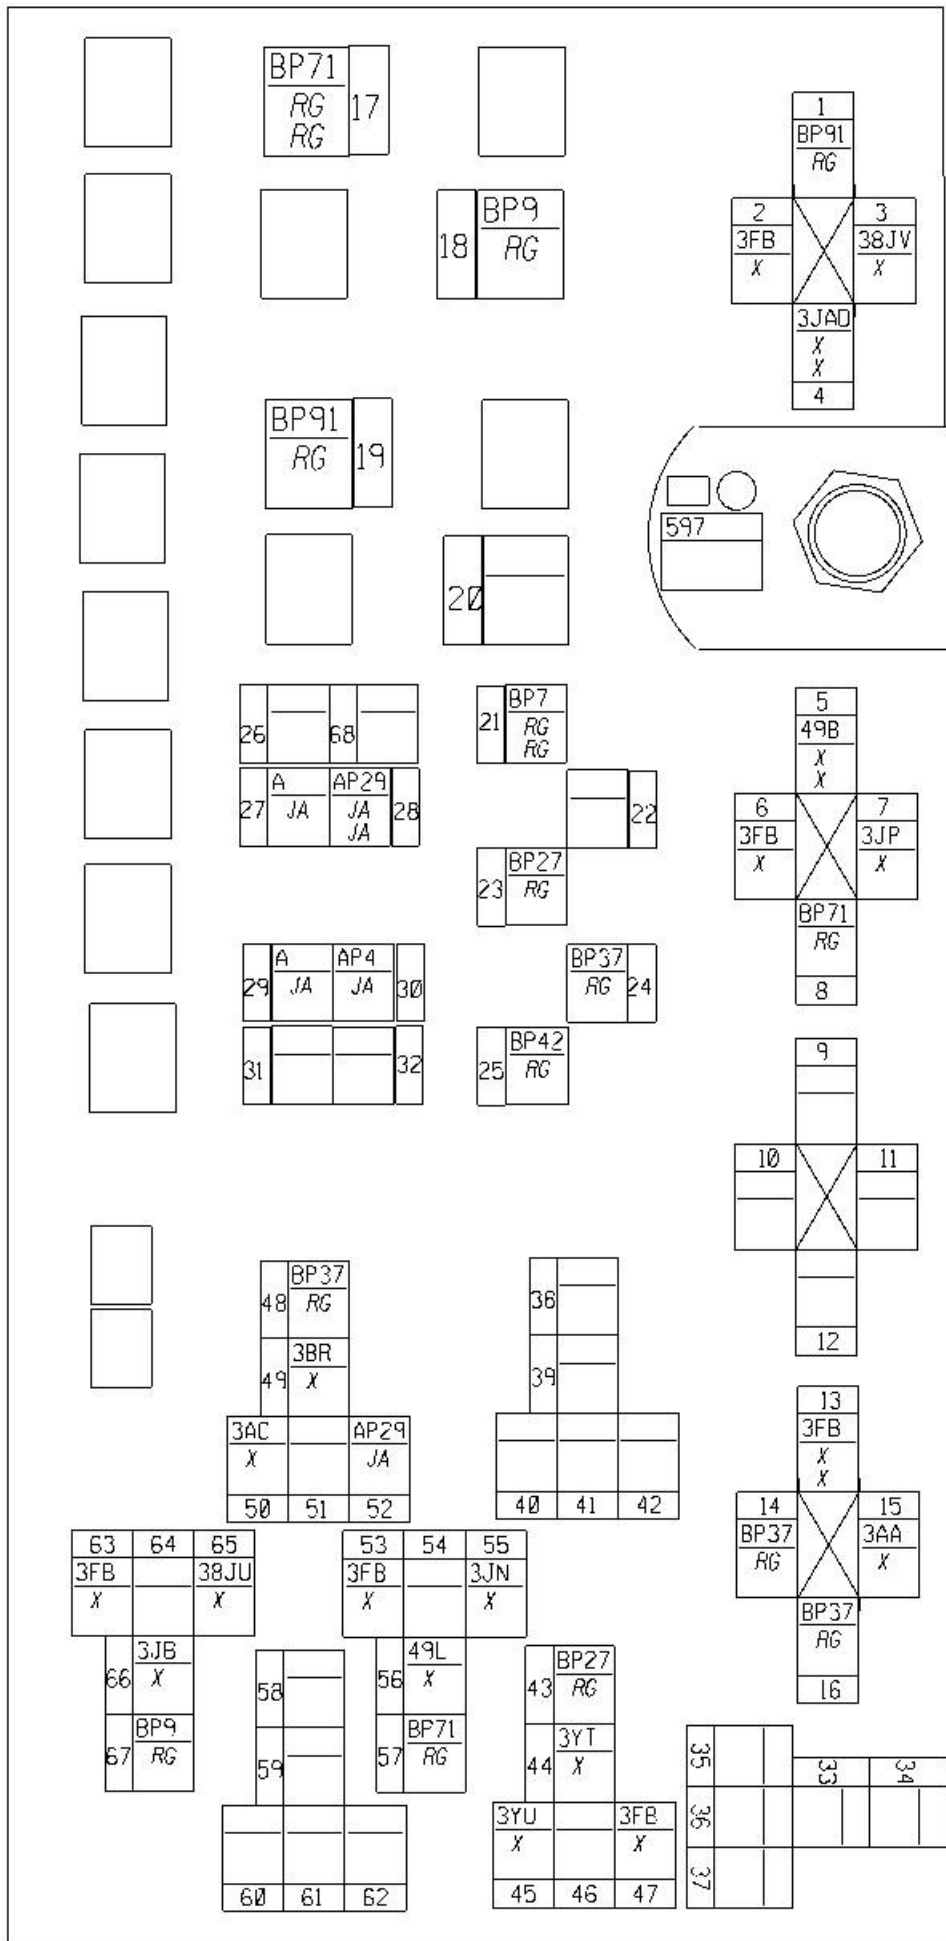 BP71
RG
RG
17
18
BP9
RG
BP91
RG
19
20
1
BP91
RG
2
3FB
X
3
38JV
X
3JAD
X
X
4
597
26
68
27
A
JA
AP29
JA
JA
28
21
BP7
RG
RG
22
23
BP27
RG
29
A
JA
AP4
JA
30
BP37
RG
24
31
32
25
BP42
RG
5
49B
X
X
6
3FB
X
7
3JP
X
BP71
RG
8
9
10
11
12
48
BP37
RG
49
3BR
X
3AC
X
AP29
JA
50
51
52
38
39
40
41
42
13
3FB
X
X
14
BP37
RG
15
3AA
X
BP37
RG
16
63
64
65
3FB
X
38JU
X
66
3JB
X
67
BP9
RG
53
54
55
3FB
X
3JN
X
56
49L
X
57
BP71
RG
58
59
60
61
62
43
BP27
RG
44
3YT
X
3YU
X
3FB
X
45
46
47
35
36
37
33
34